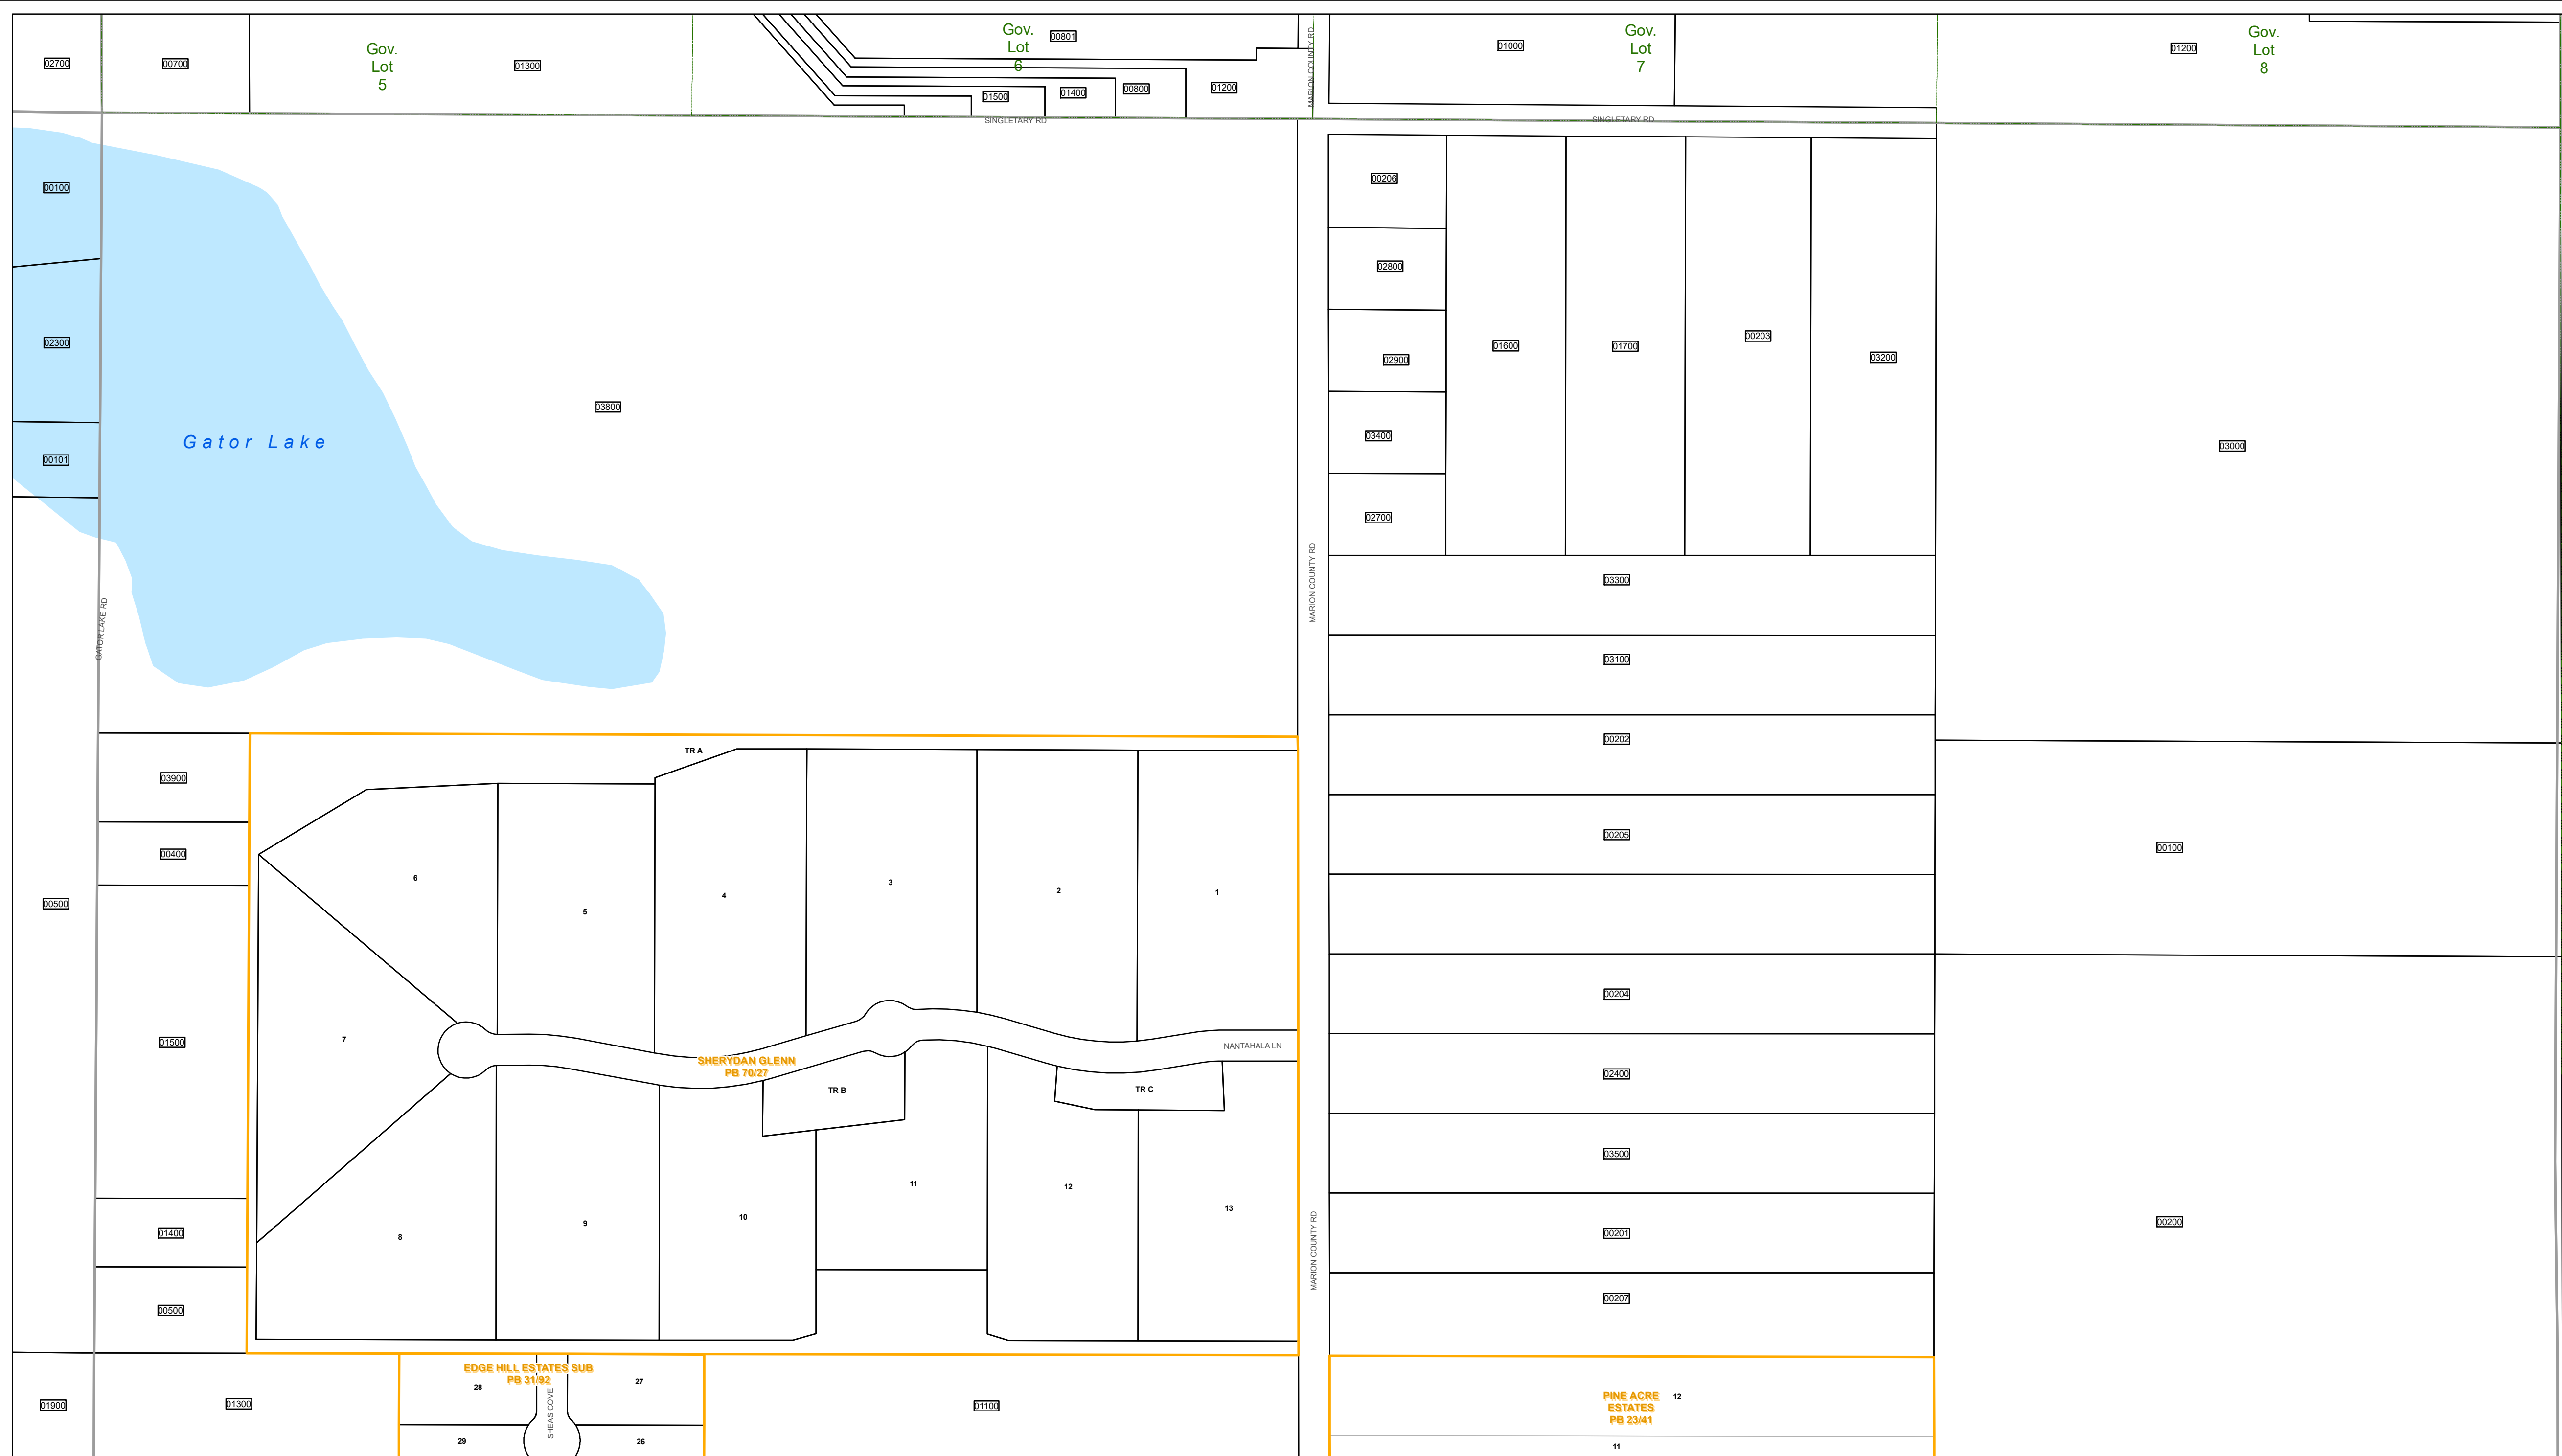 02700
00700
Gov.
Lot
5
01300
Gov.
Lot
6
00801
01500
01400
00800
01200
MARION COUNTY RD
01000
Gov.
Lot
7
01200
Gov.
Lot
8
SINGLETARY RD
SINGLETARY RD
00100
02300
00101
Gator Lake
03800
00206
02800
02900
03400
02700
01600
01700
00203
03200
03000
GATOR LAKE RD
MARION COUNTY RD
03300
03100
00202
00205
00204
02400
03500
00201
00207
00100
00200
TR A
03900
00400
00500
01500
01400
00500
6
5
4
3
2
1
7
NANTAHALA LN
SHERYDAN GLENN
PB 70/27
TR B
TR C
8
9
10
11
12
13
MARION COUNTY RD
01900
01300
EDGE HILL ESTATES SUB
PB 31/92
28
27
SHEAS COVE
29
26
01100
PINE ACRE
ESTATES
PB 23/41
12
11